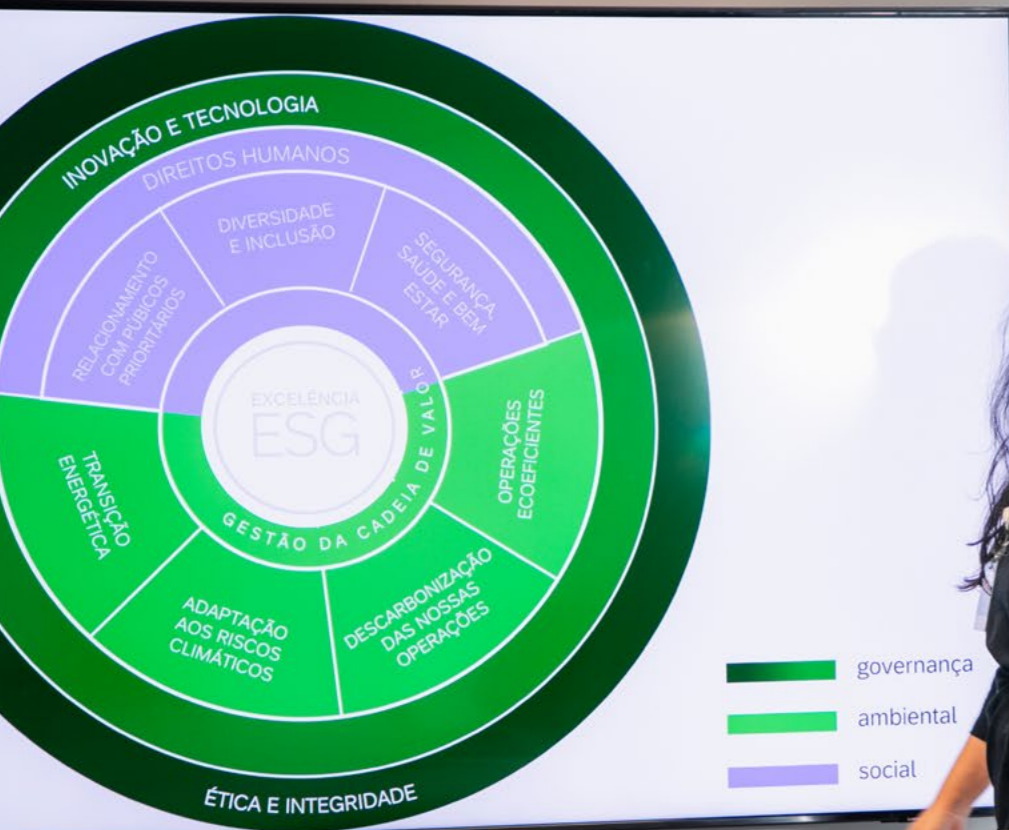 INOVAÇÃO E TECNOLOGIA
DIREITOS HUMANOS
DIVERSIDADE
E INCLUSÃO
RELACIONAMENTO
COM PÚBICOS
PRIORITÁRIOS
SEGURANÇA,
SAÚDE E BEM
ESTAR
EXCELÊNCIA
ESG
GESTÃO DA CADEIA DE VALOR
OPERAÇÕES
ECOEFICIENTES
TRANSIÇÃO
ENERGÉTICA
ADAPTAÇÃO
AOS RISCOS
CLIMÁTICOS
DESCARBONIZAÇÃO
DAS NOSSAS
OPERAÇÕES
ÉTICA E INTEGRIDADE
governança
ambiental
social